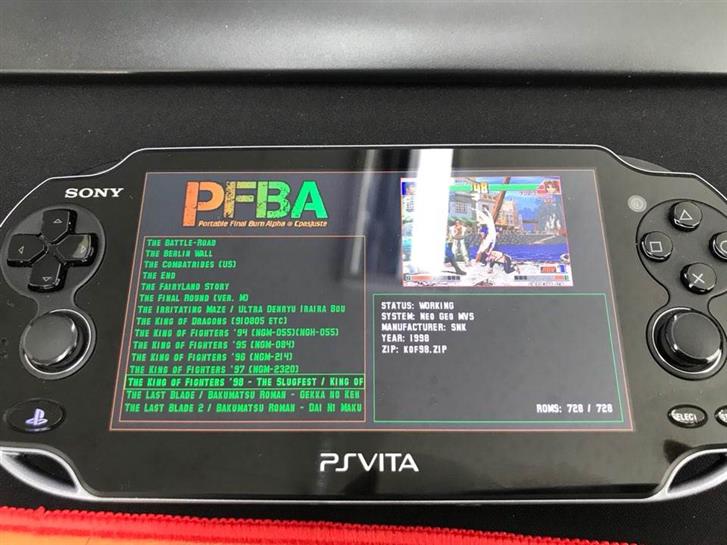 SONY
PFBA
Portable Final Burn Alpha @ Cpasjuste
THE BATTLE-ROAD
THE BERLIN WALL
THE COMBATRIBES (US)
THE END
THE FAIRYLAND STORY
THE FINAL ROUND (VER. M)
THE IRRITATING MAZE / ULTRA DENRYU IRAIRA BOU
THE KING OF DRAGONS (910805 ETC)
THE KING OF FIGHTERS '94 (NGM-055)(NGH-055)
THE KING OF FIGHTERS '95 (NGM-084)
THE KING OF FIGHTERS '96 (NGM-214)
THE KING OF FIGHTERS '97 (NGM-2320)
THE KING OF FIGHTERS '98 - THE SLUGFEST / KING OF
THE LAST BLADE / BAKUMATSU ROMAN - GEKKA NO KEN
THE LAST BLADE 2 / BAKUMATSU ROMAN - DAI NI MAKU
48
STATUS: WORKING
SYSTEM: NEO GEO MVS
MANUFACTURER: SNK
YEAR: 1998
ZIP: KOF98.ZIP
ROMS: 728 / 728
SELECT
PSVITA